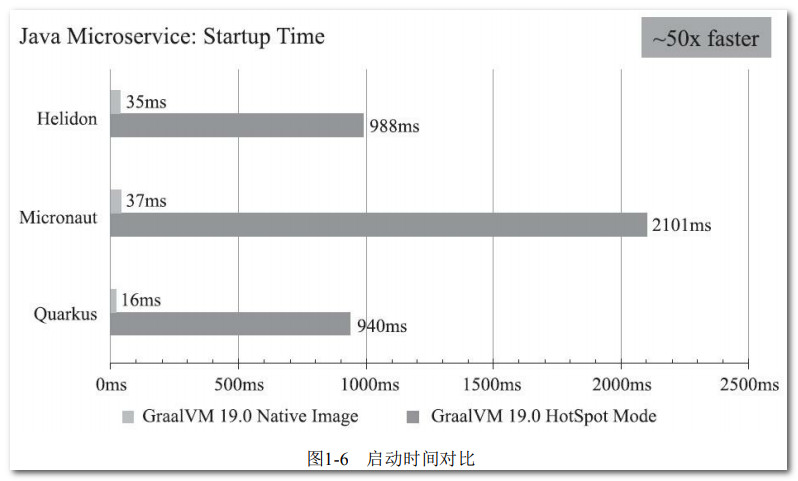 Java Microservice: Startup Time
~50x faster
Helidon
35ms
988ms
Micronaut
37ms
2101ms
Quarkus
16ms
940ms
0ms 500ms 1000ms 1500ms 2000ms 2500ms
GraalVM 19.0 Native Image GraalVM 19.0 HotSpot Mode
图1-6 启动时间对比